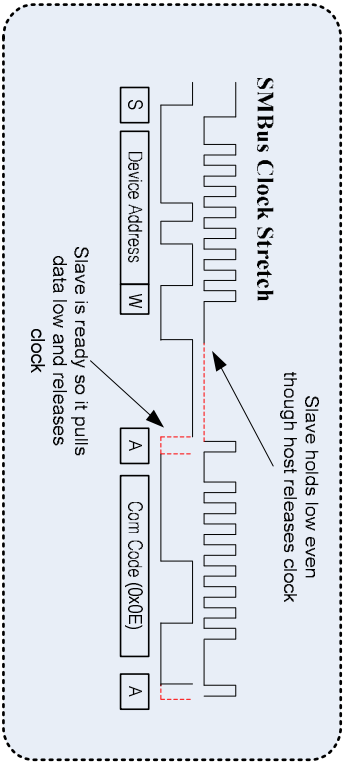 SMBus Clock Stretch
Slave holds low even
though host releases clock
S
Device Address
W
A
Com Code (0x0E)
A
Slave is ready so it pulls
data low and releases
clock